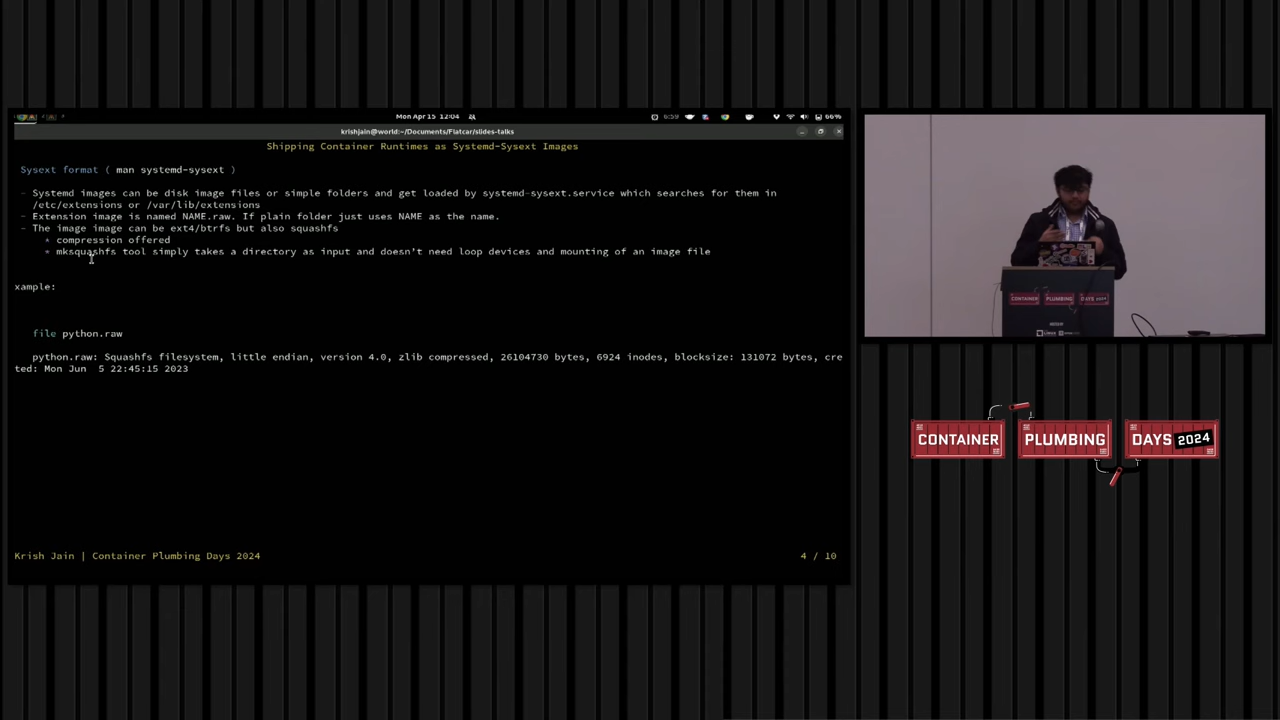 Mon Apr 15 12:04
6:59
66%
krishjain@world:~/Documents/Flatcar/slides-talks
Shipping Container Runtimes as Systemd-Sysext Images
Sysext format ( man systemd-sysext )
- Systemd images can be disk image files or simple folders and get loaded by systemd-sysext.service which searches for them in
/etc/extensions or /var/lib/extensions
- Extension image is named NAME.raw. If plain folder just uses NAME as the name.
- The image image can be ext4/btrfs but also squashfs
* compression offered
* mksquashfs tool simply takes a directory as input and doesn't need loop devices and mounting of an image file
xample:
file python.raw
python.raw: Squashfs filesystem, little endian, version 4.0, zlib compressed, 26104730 bytes, 6924 inodes, blocksize: 131072 bytes, cre
ted: Mon Jun  5 22:45:15 2023
Krish Jain | Container Plumbing Days 2024
4 / 10
CONTAINER PLUMBING DAYS 2024
CONTAINER PLUMBING DAYS 2024